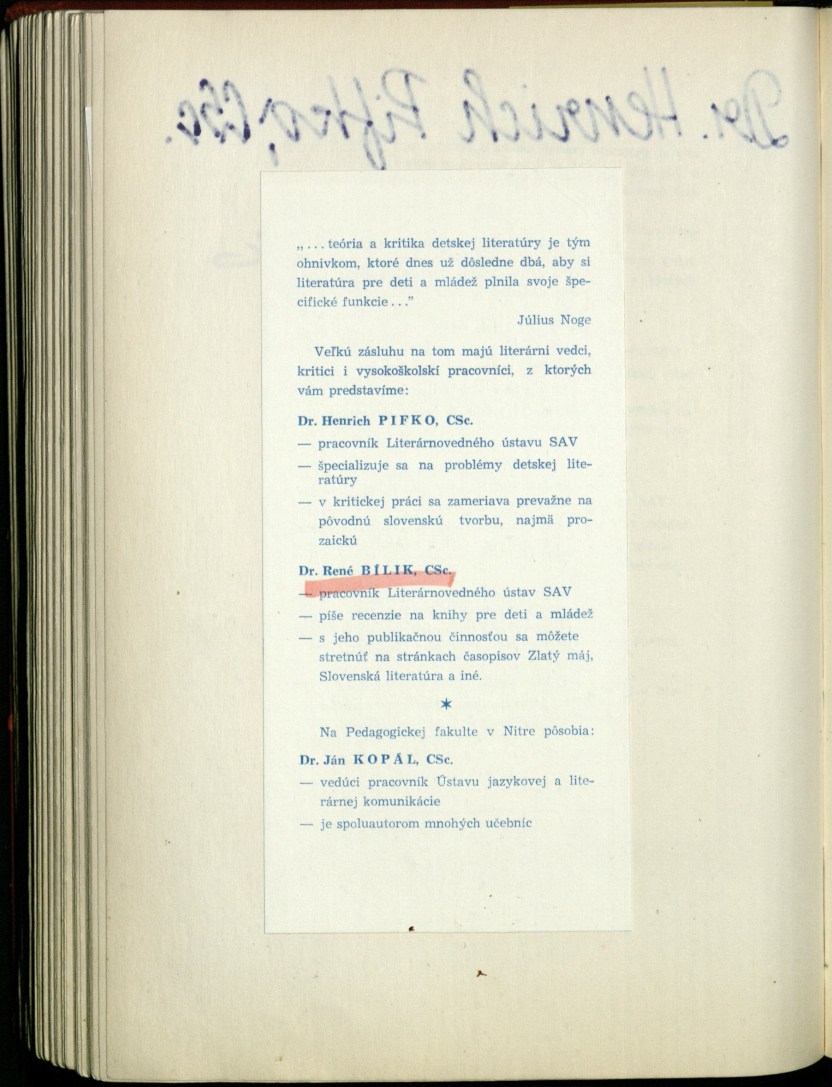 Dr. Henrich Pifko, CSc.
„ . . . teória a kritika detskej literatúry je tým
ohnivkom, ktoré dnes už dôsledne dbá, aby si
literatúra pre deti a mládež plnila svoje špe-
cifické funkcie . . .”
Július Noge
Veľkú zásluhu na tom majú literárni vedci,
kritici i vysokoškolskí pracovníci, z ktorých
vám predstavíme:
Dr. Henrich PIFKO, CSc.
— pracovník Literárnovedného ústavu SAV
— špecializuje sa na problémy detskej lite-
ratúry
— v kritickej práci sa zameriava prevažne na
pôvodnú slovenskú tvorbu, najmä pro-
zaickú
Dr. René BÍLIK, CSc.
— pracovník Literárnovedného ústav SAV
— píše recenzie na knihy pre deti a mládež
— s jeho publikačnou činnosťou sa môžete
stretnúť na stránkach časopisov Zlatý máj,
Slovenská literatúra a iné.
*
Na Pedagogickej fakulte v Nitre pôsobia:
Dr. Ján KOPÁL, CSc.
— vedúci pracovník Ústavu jazykovej a lite-
rárnej komunikácie
— je spoluautorom mnohých učebníc